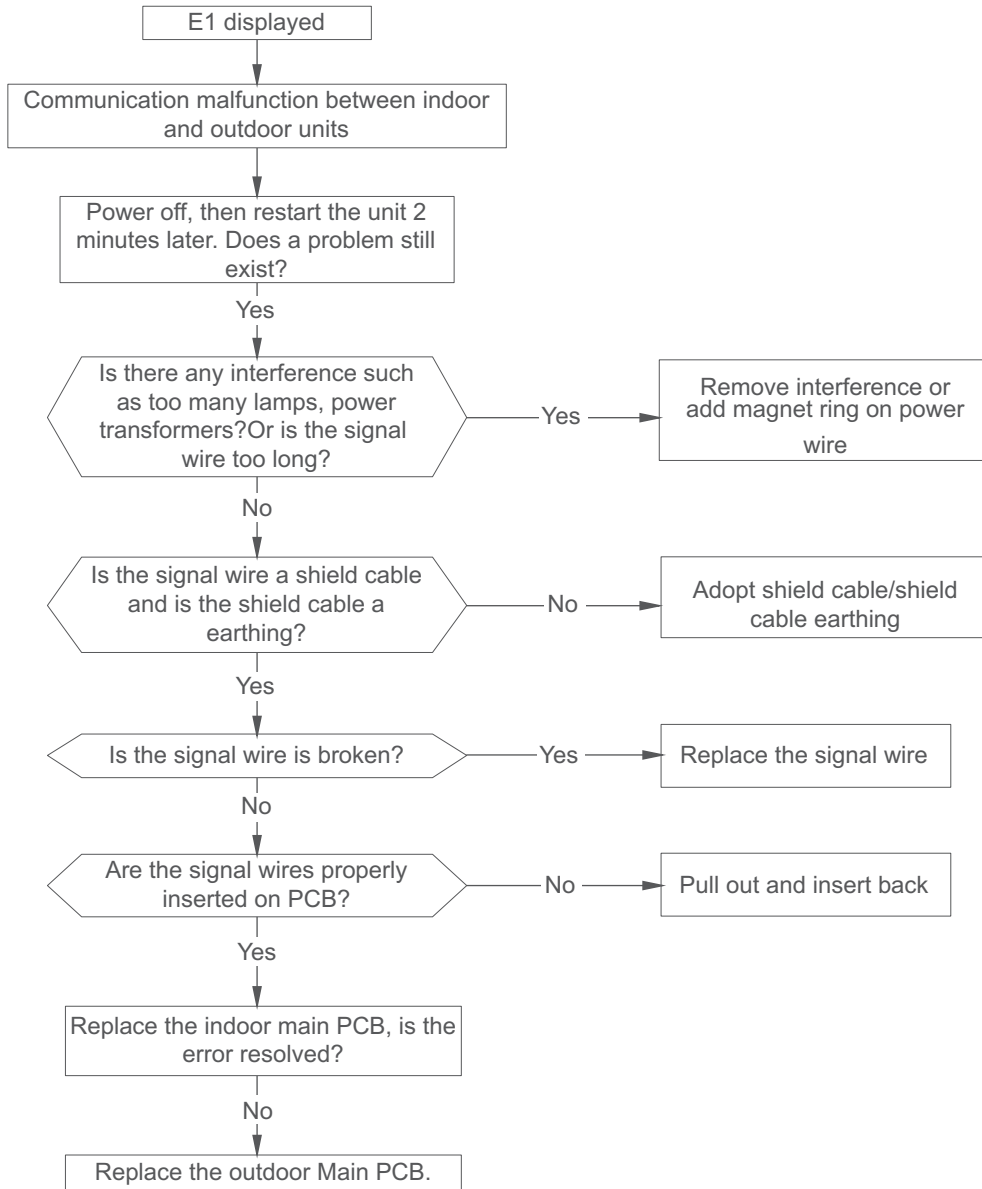 E1 displayed
Communication malfunction between indoor
and outdoor units
Power off, then restart the unit 2
minutes later. Does a problem still
exist?
Yes
Is there any interference such
as too many lamps, power
transformers?Or is the signal
wire too long?
Yes
Remove interference or
add magnet ring on power
wire
No
Is the signal wire a shield cable
and is the shield cable a
earthing?
No
Adopt shield cable/shield
cable earthing
Yes
Is the signal wire is broken?
Yes
Replace the signal wire
No
Are the signal wires properly
inserted on PCB?
No
Pull out and insert back
Yes
Replace the indoor main PCB, is the
error resolved?
No
Replace the outdoor Main PCB.